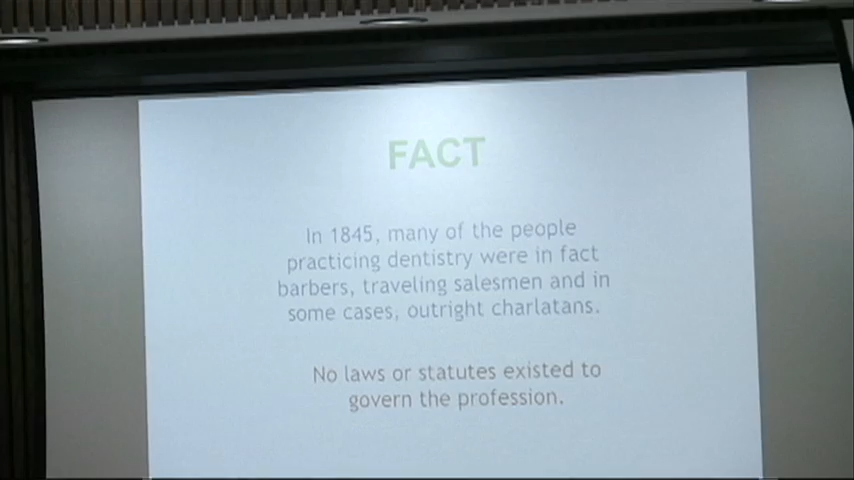 FACT
In 1845, many of the people
practicing dentistry were in fact
barbers, traveling salesmen and in
some cases, outright charlatans.
No laws or statutes existed to
govern the profession.